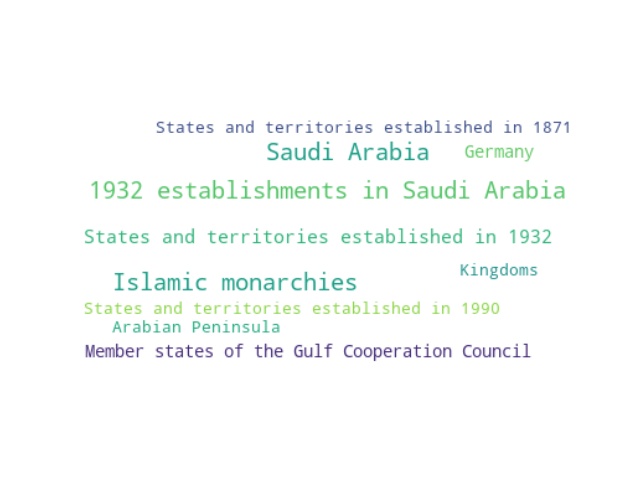 States and territories established in 1871
Saudi Arabia
Germany
1932 establishments in Saudi Arabia
States and territories established in 1932
Kingdoms
Islamic monarchies
States and territories established in 1990
Arabian Peninsula
Member states of the Gulf Cooperation Council